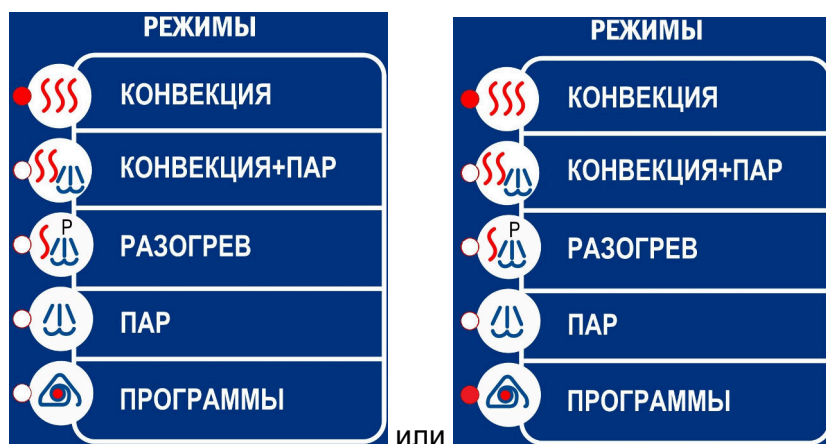 РЕЖИМЫ
КОНВЕКЦИЯ
КОНВЕКЦИЯ+ПАР
P
РАЗОГРЕВ
ПАР
ПРОГРАММЫ
или
РЕЖИМЫ
КОНВЕКЦИЯ
КОНВЕКЦИЯ+ПАР
P
РАЗОГРЕВ
ПАР
ПРОГРАММЫ